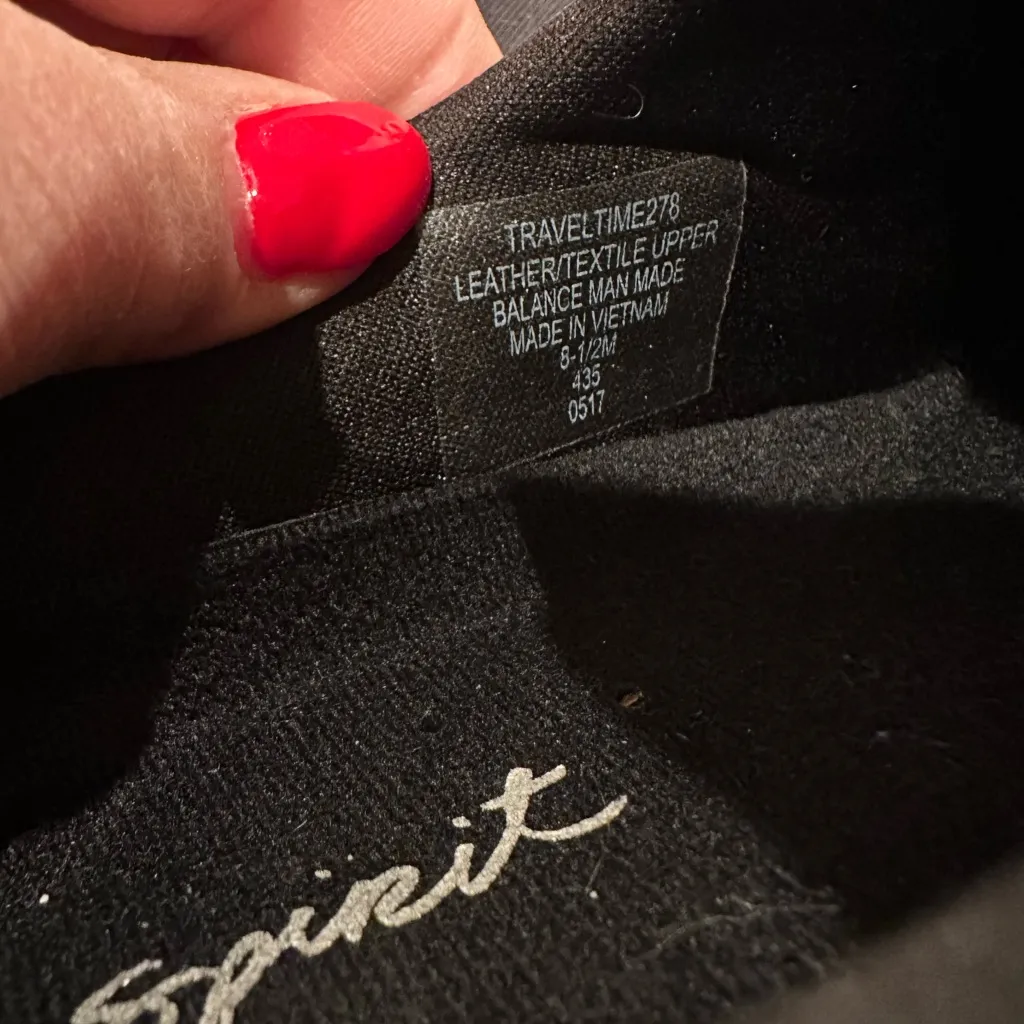 TRAVELTIME278
LEATHER/TEXTILE UPPER
BALANCE MAN MADE
MADE IN VIETNAM
8-1/2M
435
0517
Spirit